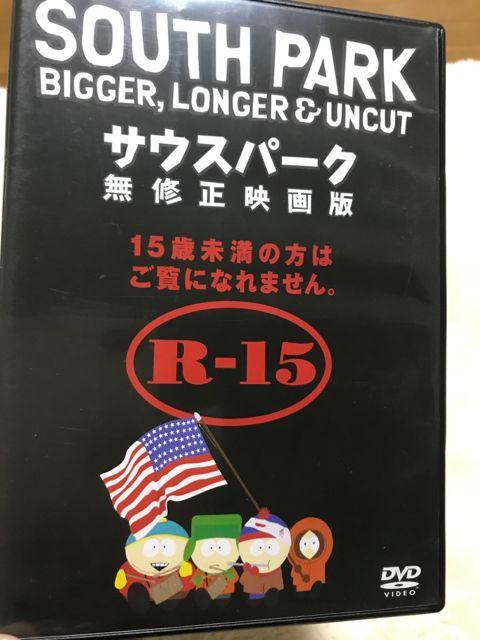 SOUTH PARK
BIGGER, LONGER & UNCUT
サウスパーク
無修正映画版
15歳未満の方は
ご覧になれません。
R-15
DVD
VIDEO